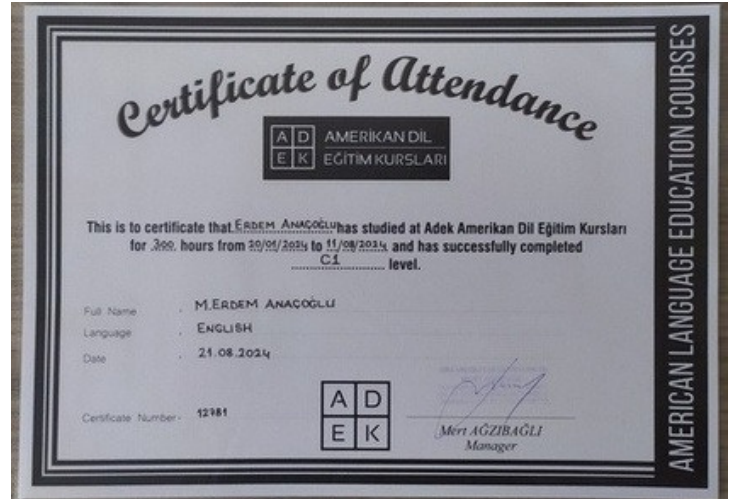 Certificate of Attendance
A D
E K
AMERİKAN DİL
EĞİTİM KURSLARI
This is to certificate that ERDEM ANAÇOĞLU has studied at Adek Amerikan Dil Eğitim Kursları
for 300 hours from 20/01/2024 to 11/08/2024 and has successfully completed
C1 level.
Full Name : M.ERDEM ANAÇOĞLU
Language : ENGLISH
Date : 21.08.2024
Certificate Number : 12781
A D
E K
Mert AĞZIBAĞLI
Manager
AMERICAN LANGUAGE EDUCATION COURSES